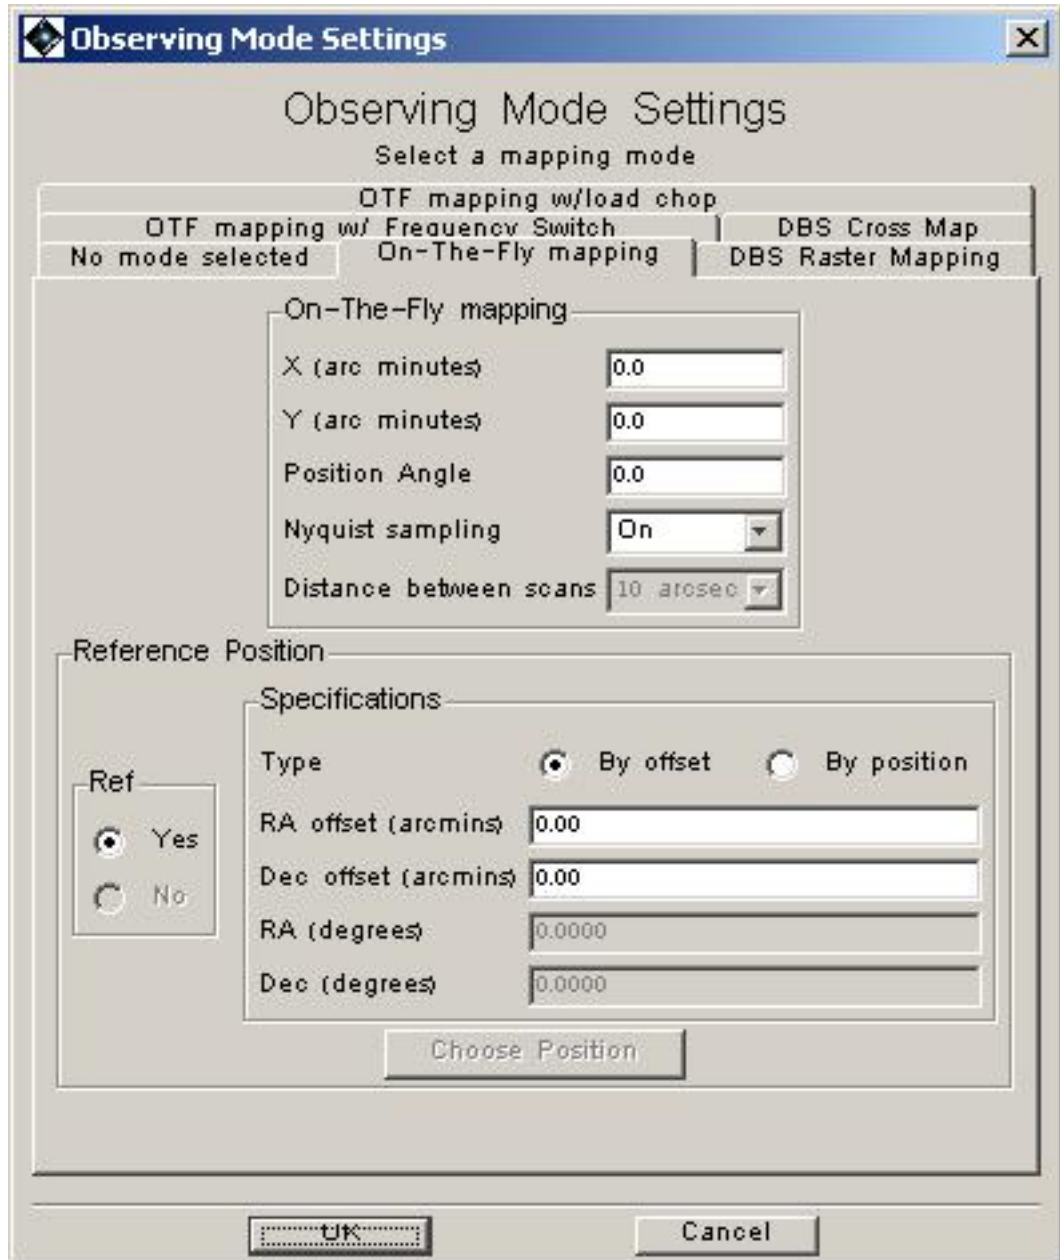 Observing Mode Settings
Observing Mode Settings
Select a mapping mode
OTF mapping w/load chop
OTF mapping w/ Frequency Switch
DBS Cross Map
No mode selected
On-The-Fly mapping
DBS Raster Mapping
On-The-Fly mapping
X (arc minutes) 0.0
Y (arc minutes) 0.0
Position Angle 0.0
Nyquist sampling On
Distance between scans 10 arcsec
Reference Position
Specifications
Ref
Yes
No
Type By offset By position
RA offset (arcmins) 0.00
Dec offset (arcmins) 0.00
RA (degrees) 0.0000
Dec (degrees) 0.0000
Choose Position
OK Cancel